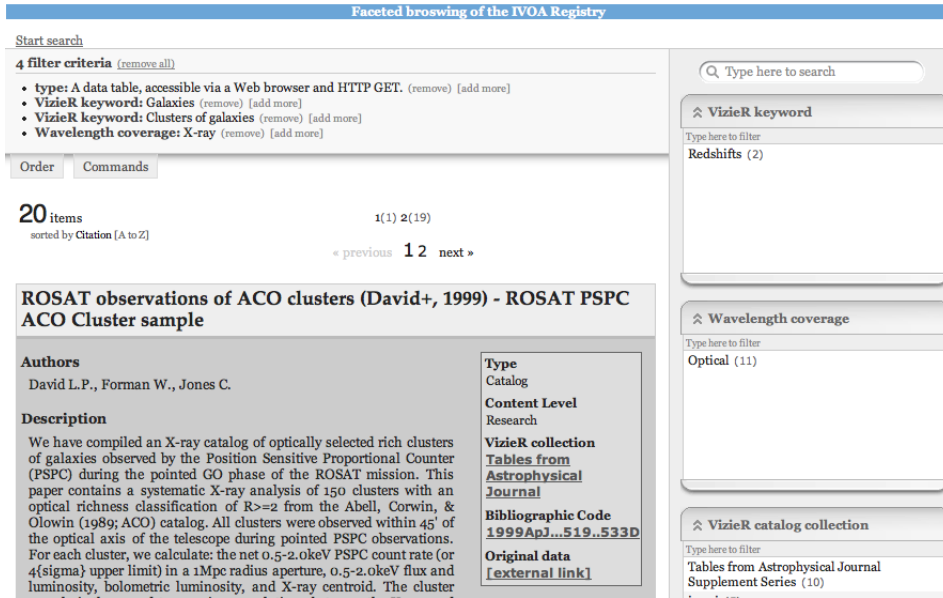 Faceted broswing of the IVOA Registry
Start search
4 filter criteria (remove all)
• type: A data table, accessible via a Web browser and HTTP GET. (remove) [add more]
• VizieR keyword: Galaxies (remove) [add more]
• VizieR keyword: Clusters of galaxies (remove) [add more]
• Wavelength coverage: X-ray (remove) [add more]
Order Commands
20 items
sorted by Citation [A to Z]
1(1) 2(19)
« previous 1 2 next »
ROSAT observations of ACO clusters (David+, 1999) - ROSAT PSPC
ACO Cluster sample
Authors
David L.P., Forman W., Jones C.
Description
We have compiled an X-ray catalog of optically selected rich clusters
of galaxies observed by the Position Sensitive Proportional Counter
(PSPC) during the pointed GO phase of the ROSAT mission. This
paper contains a systematic X-ray analysis of 150 clusters with an
optical richness classification of R>=2 from the Abell, Corwin, &
Olowin (1989; ACO) catalog. All clusters were observed within 45' of
the optical axis of the telescope during pointed PSPC observations.
For each cluster, we calculate: the net 0.5-2.0keV PSPC count rate (or
4{sigma} upper limit) in a 1Mpc radius aperture, 0.5-2.0keV flux and
luminosity, bolometric luminosity, and X-ray centroid. The cluster
Type
Catalog
Content Level
Research
VizieR collection
Tables from
Astrophysical
Journal
Bibliographic Code
1999ApJ...519..533D
Original data
[external link]
Type here to search
VizieR keyword
Type here to filter
Redshifts (2)
Wavelength coverage
Type here to filter
Optical (11)
VizieR catalog collection
Type here to filter
Tables from Astrophysical Journal
Supplement Series (10)